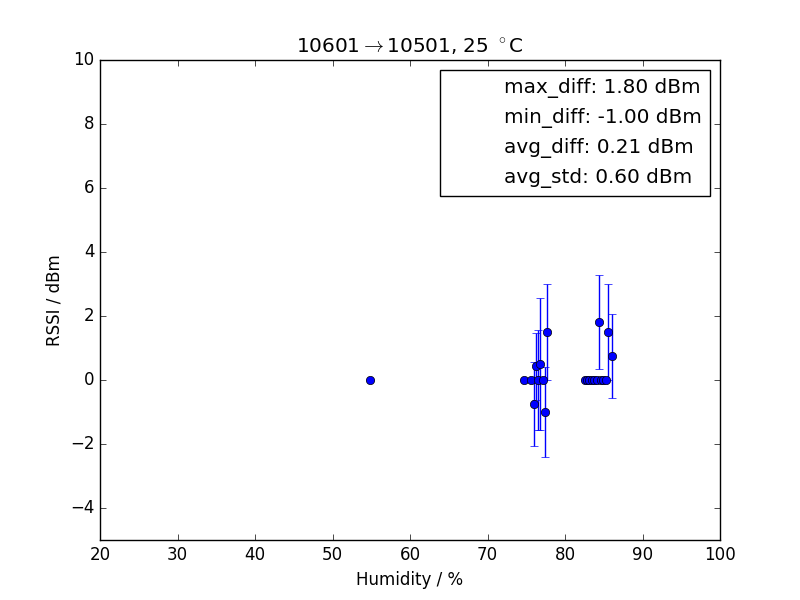 10601→10501, 25 °C
max_diff: 1.80 dBm
min_diff: -1.00 dBm
avg_diff: 0.21 dBm
avg_std: 0.60 dBm
10
8
6
4
2
0
−2
−4
RSSI / dBm
20 30 40 50 60 70 80 90 100
Humidity / %